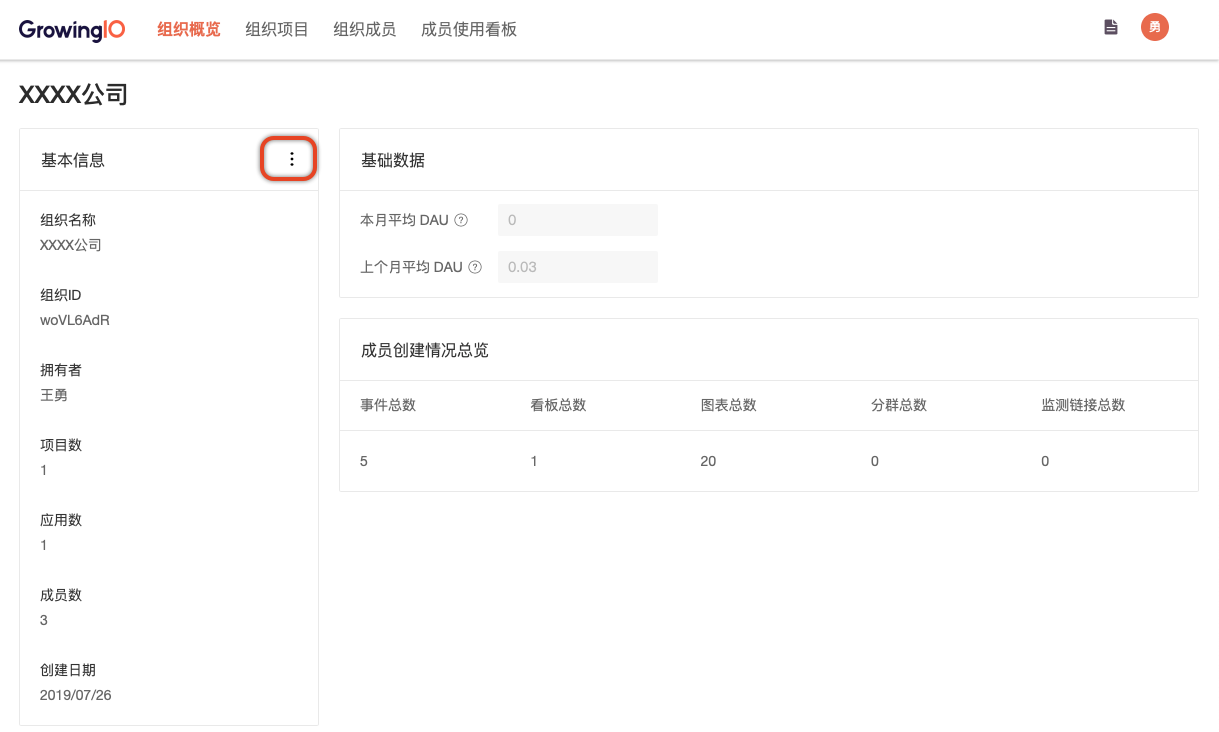 GrowingIO 组织概览 组织项目 组织成员 成员使用看板 勇
XXXX公司
基本信息
组织名称
XXXX公司
组织ID
woVL6AdR
拥有者
王勇
项目数
1
应用数
1
成员数
3
创建日期
2019/07/26
基础数据
本月平均 DAU ? 0
上个月平均 DAU ? 0.03
成员创建情况总览
事件总数 看板总数 图表总数 分群总数 监测链接总数
5 1 20 0 0